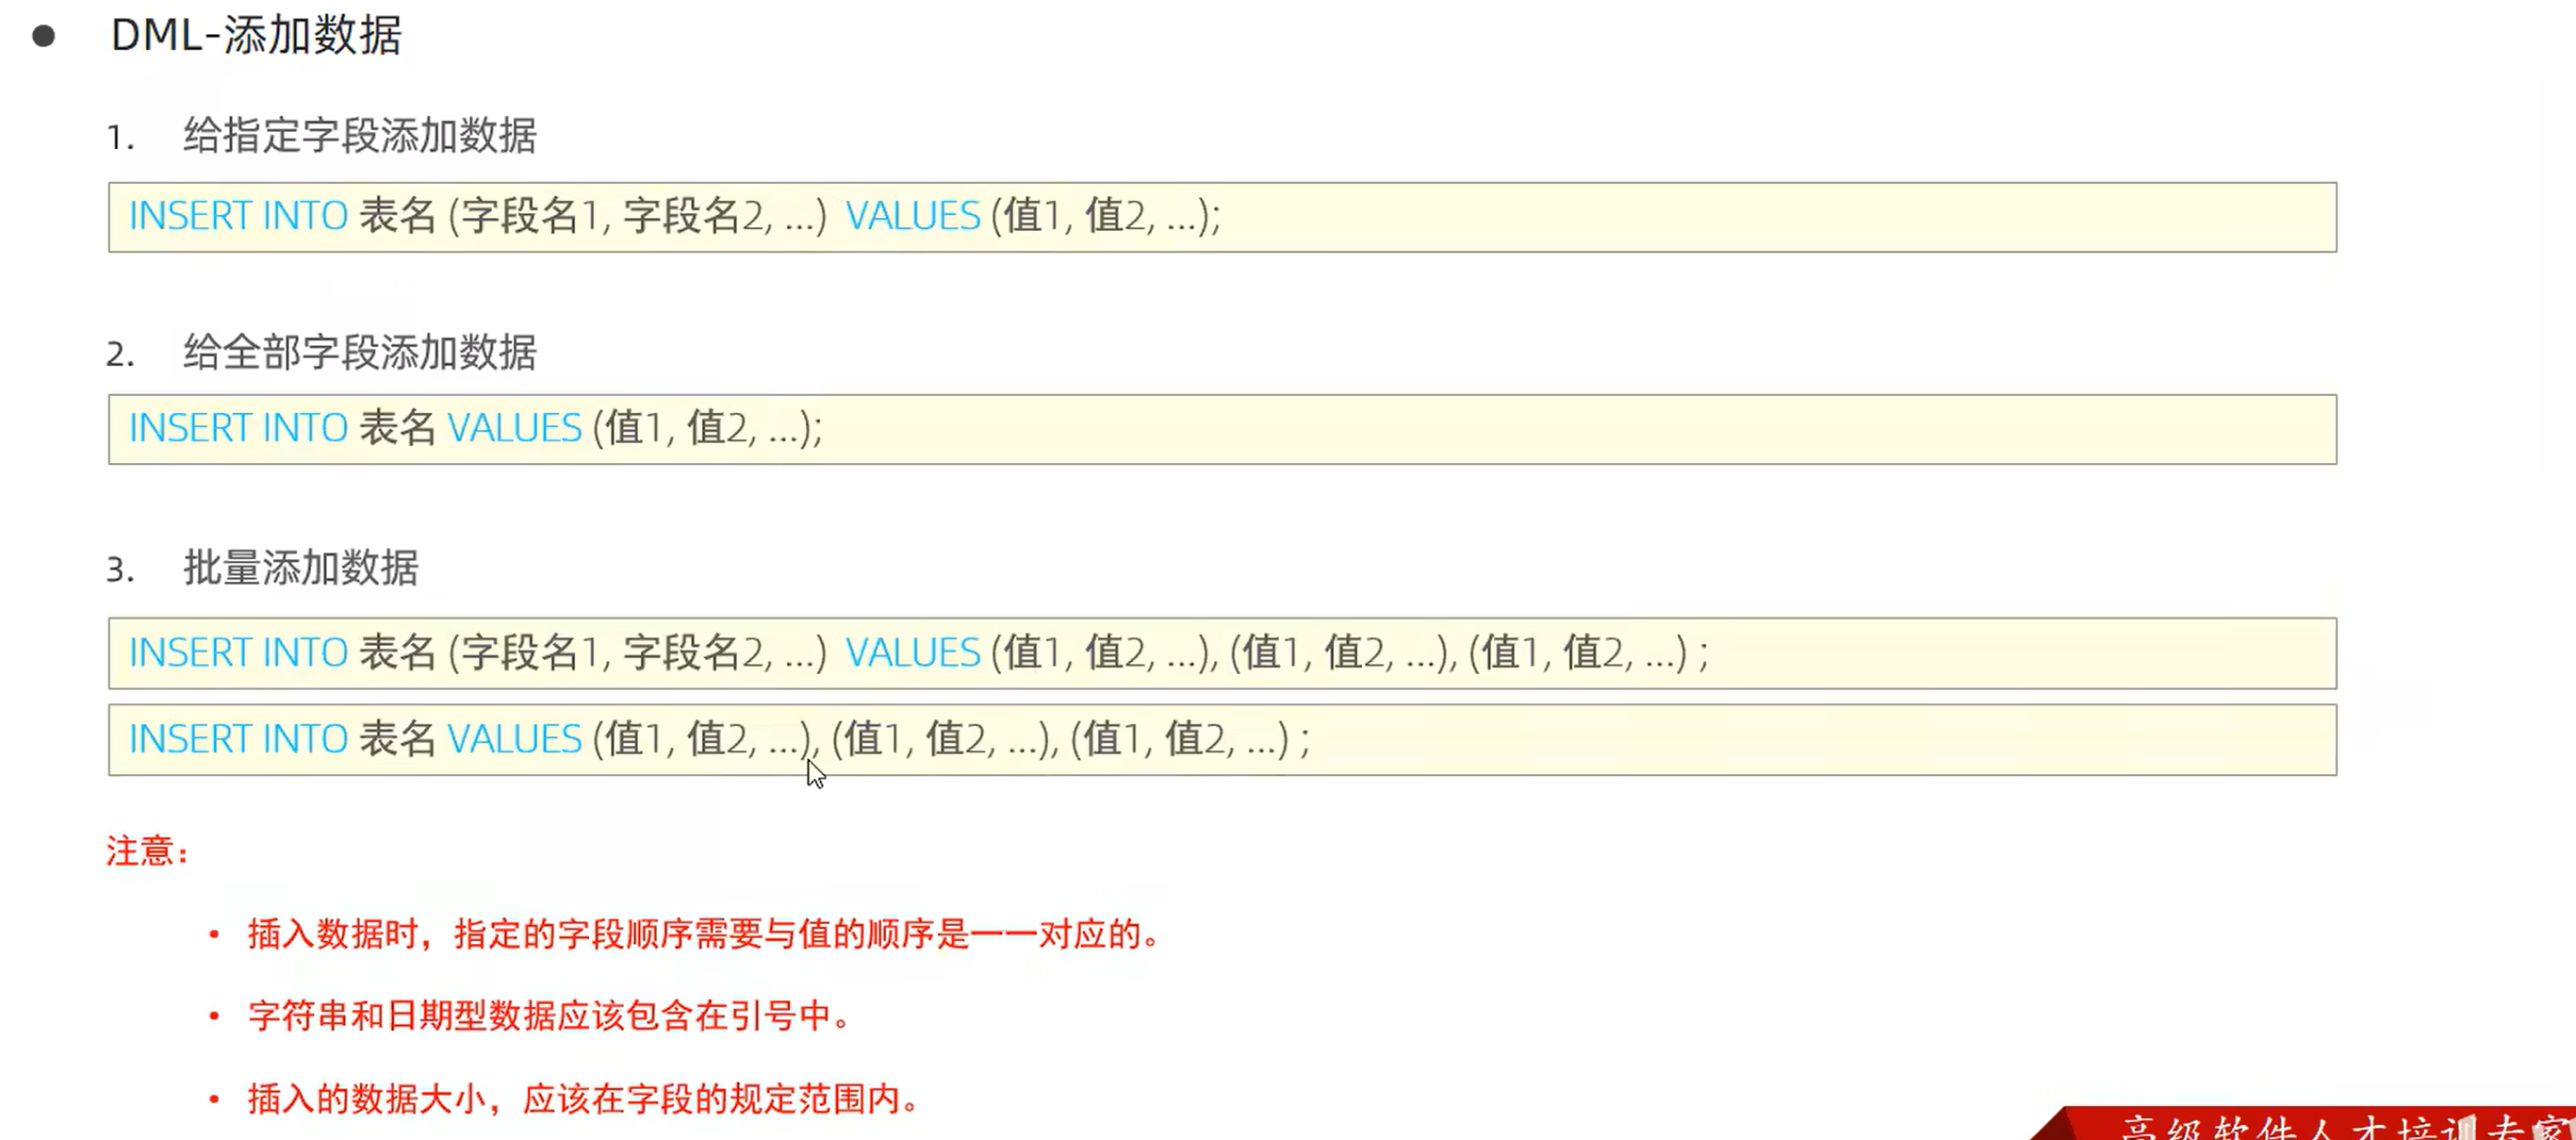 ● DML-添加数据
1. 给指定字段添加数据
INSERT INTO 表名 (字段名1, 字段名2, ...) VALUES (值1, 值2, ...);
2. 给全部字段添加数据
INSERT INTO 表名 VALUES (值1, 值2, ...);
3. 批量添加数据
INSERT INTO 表名 (字段名1, 字段名2, ...) VALUES (值1, 值2, ...), (值1, 值2, ...), (值1, 值2, ...) ;
INSERT INTO 表名 VALUES (值1, 值2, ...), (值1, 值2, ...), (值1, 值2, ...) ;
注意：
• 插入数据时，指定的字段顺序需要与值的顺序是一一对应的。
• 字符串和日期型数据应该包含在引号中。
• 插入的数据大小，应该在字段的规定范围内。
高级软件人才培训专家